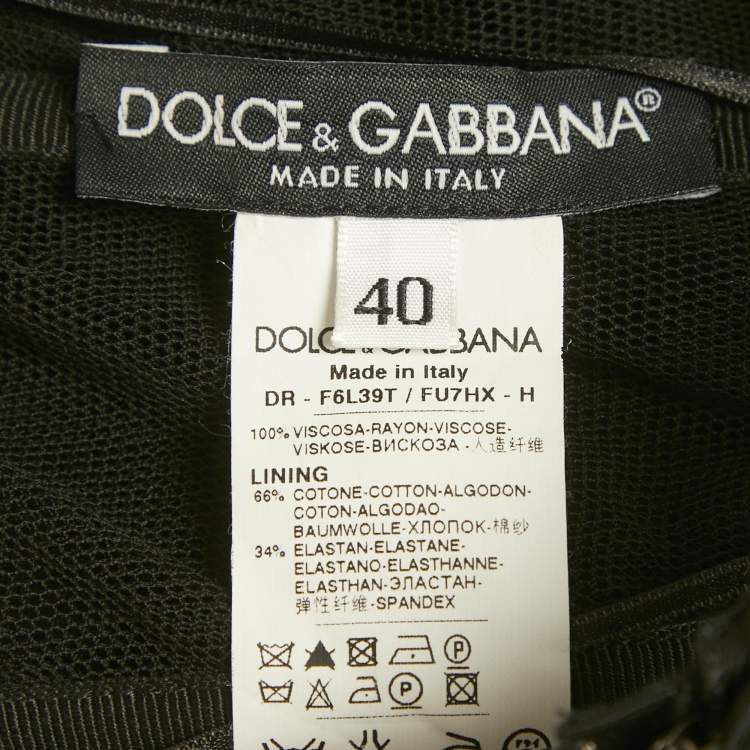 DOLCE & GABBANA®
MADE IN ITALY
40
DOLCE & GABBANA
Made in Italy
DR - F6L39T / FU7HX - H
100% VISCOSA-RAYON-VISCOSE-
VISKOSE-ВИСКОЗА - 人造纤维
LINING
66% COTONE-COTTON-ALGODON-
COTON-ALGODAO-
BAUMWOLLE-ХЛОПОК-棉纱
34% ELASTAN-ELASTANE-
ELASTANO-ELASTHANNE-
ELASTHAN-ЭЛАСТАН-
弹性纤维-SPANDEX